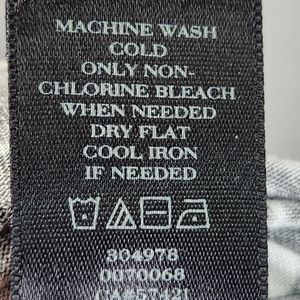 MACHINE WASH
COLD
ONLY NON-
CHLORINE BLEACH
WHEN NEEDED
DRY FLAT
COOL IRON
IF NEEDED
304978
0070068